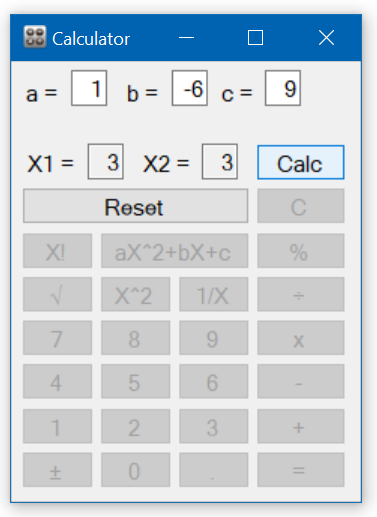 Calculator
a = 1 b = -6 c = 9
X1 = 3 X2 = 3 Calc
Reset C
X! aX^2+bX+c %
√ X^2 1/X ÷
7 8 9 x
4 5 6 -
1 2 3 +
± 0 . =